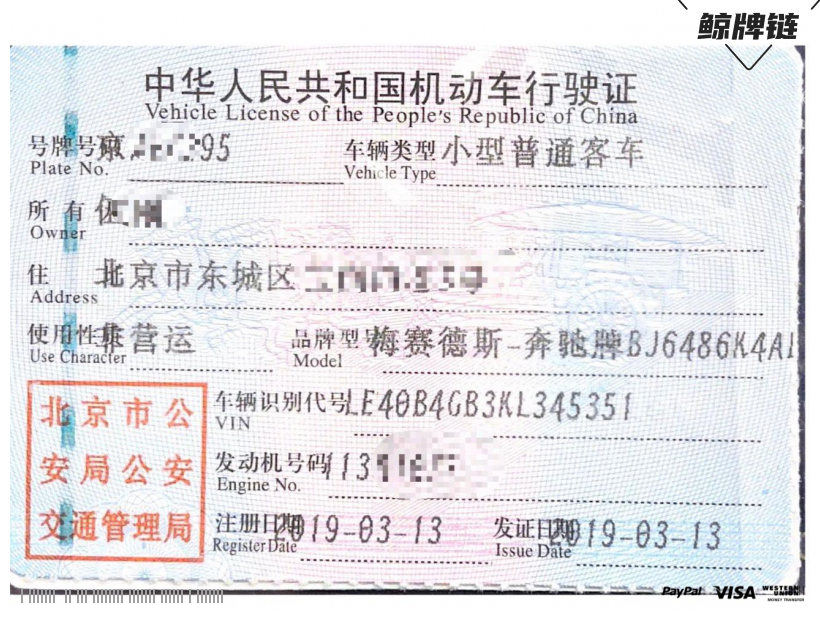 鲸牌链
中华人民共和国机动车行驶证
Vehicle License of the People's Republic of China
号牌号码 京 95 车辆类型 小型普通客车
Plate No. Vehicle Type
所有
Owner
住 北京市东城区
Address
使用性 非营运 品牌型号 梅赛德斯-奔驰牌BJ6486K4A
Use Character Model
北京市公
安局公安
交通管理局
车辆识别代号 LE40B4GB3KL345351
VIN
发动机号码
Engine No.
注册日期 2019-03-13 发证日期 2019-03-13
Register Date Issue Date
PayPal VISA WESTERN UNION
MONEY TRANSFER